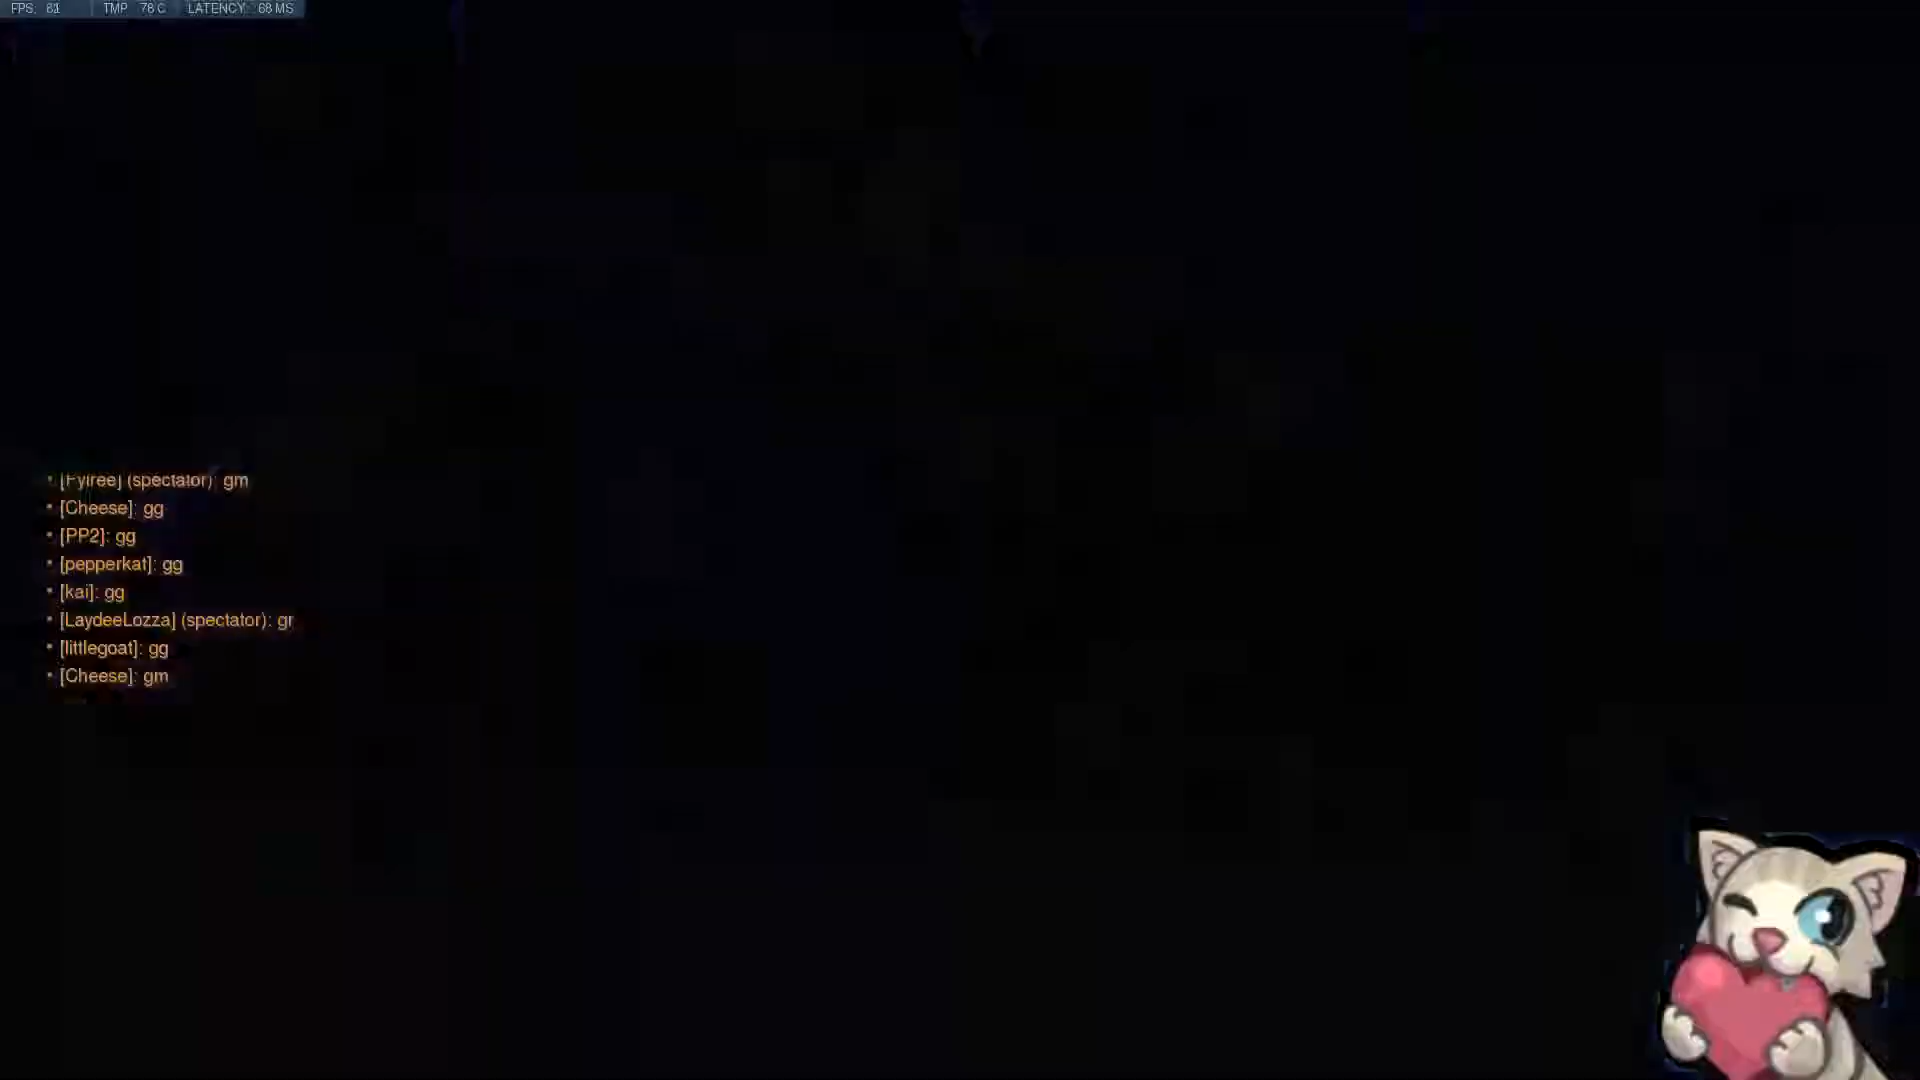 FPS: 81 TMP 78 C LATENCY: 68 MS
• [Fylree] (spectator): gm
• [Cheese]: gg
• [PP2]: gg
• [pepperkat]: gg
• [kai]: gg
• [LaydeeLozza] (spectator): gr
• [littlegoat]: gg
• [Cheese]: gm